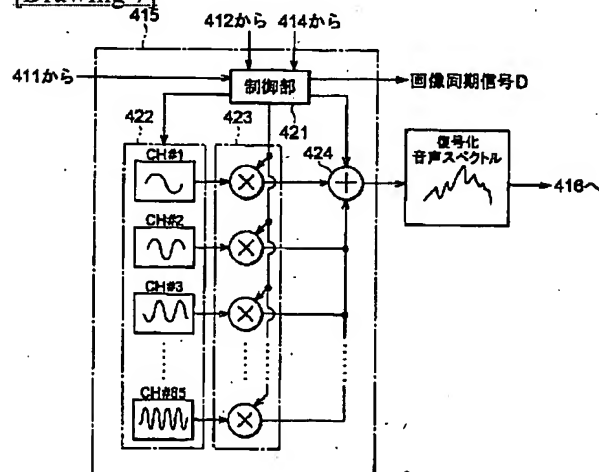 [Drawing 7]
415
412から 414から
411から
制御部
画像同期信号D
421
422
423
424
復号化
音声スペクトル
416へ
CH#1
CH#2
CH#3
CH#85